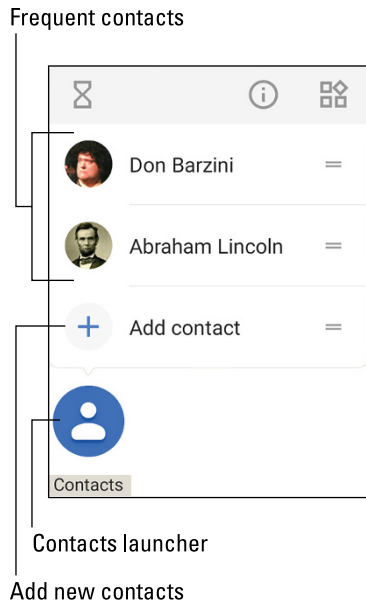 Frequent contacts
Don Barzini
Abraham Lincoln
Add contact
Contacts
Contacts launcher
Add new contacts